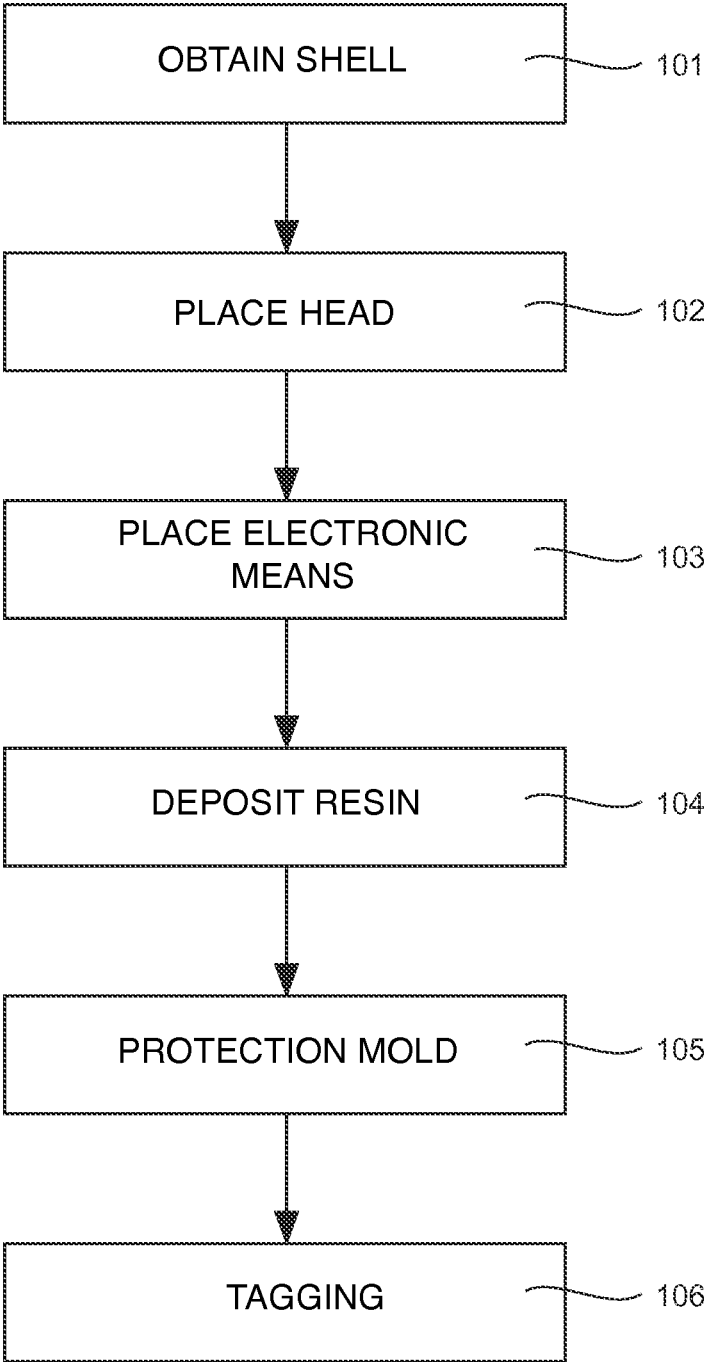 OBTAIN SHELL
101
PLACE HEAD
102
PLACE ELECTRONIC
MEANS
103
DEPOSIT RESIN
104
PROTECTION MOLD
105
TAGGING
106